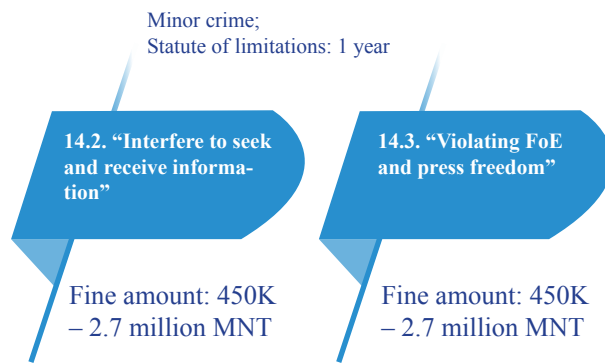 Minor crime;
Statute of limitations: 1 year
14.2. “Interfere to seek
and receive informa-
tion”
14.3. “Violating FoE
and press freedom”
Fine amount: 450K
– 2.7 million MNT
Fine amount: 450K
– 2.7 million MNT